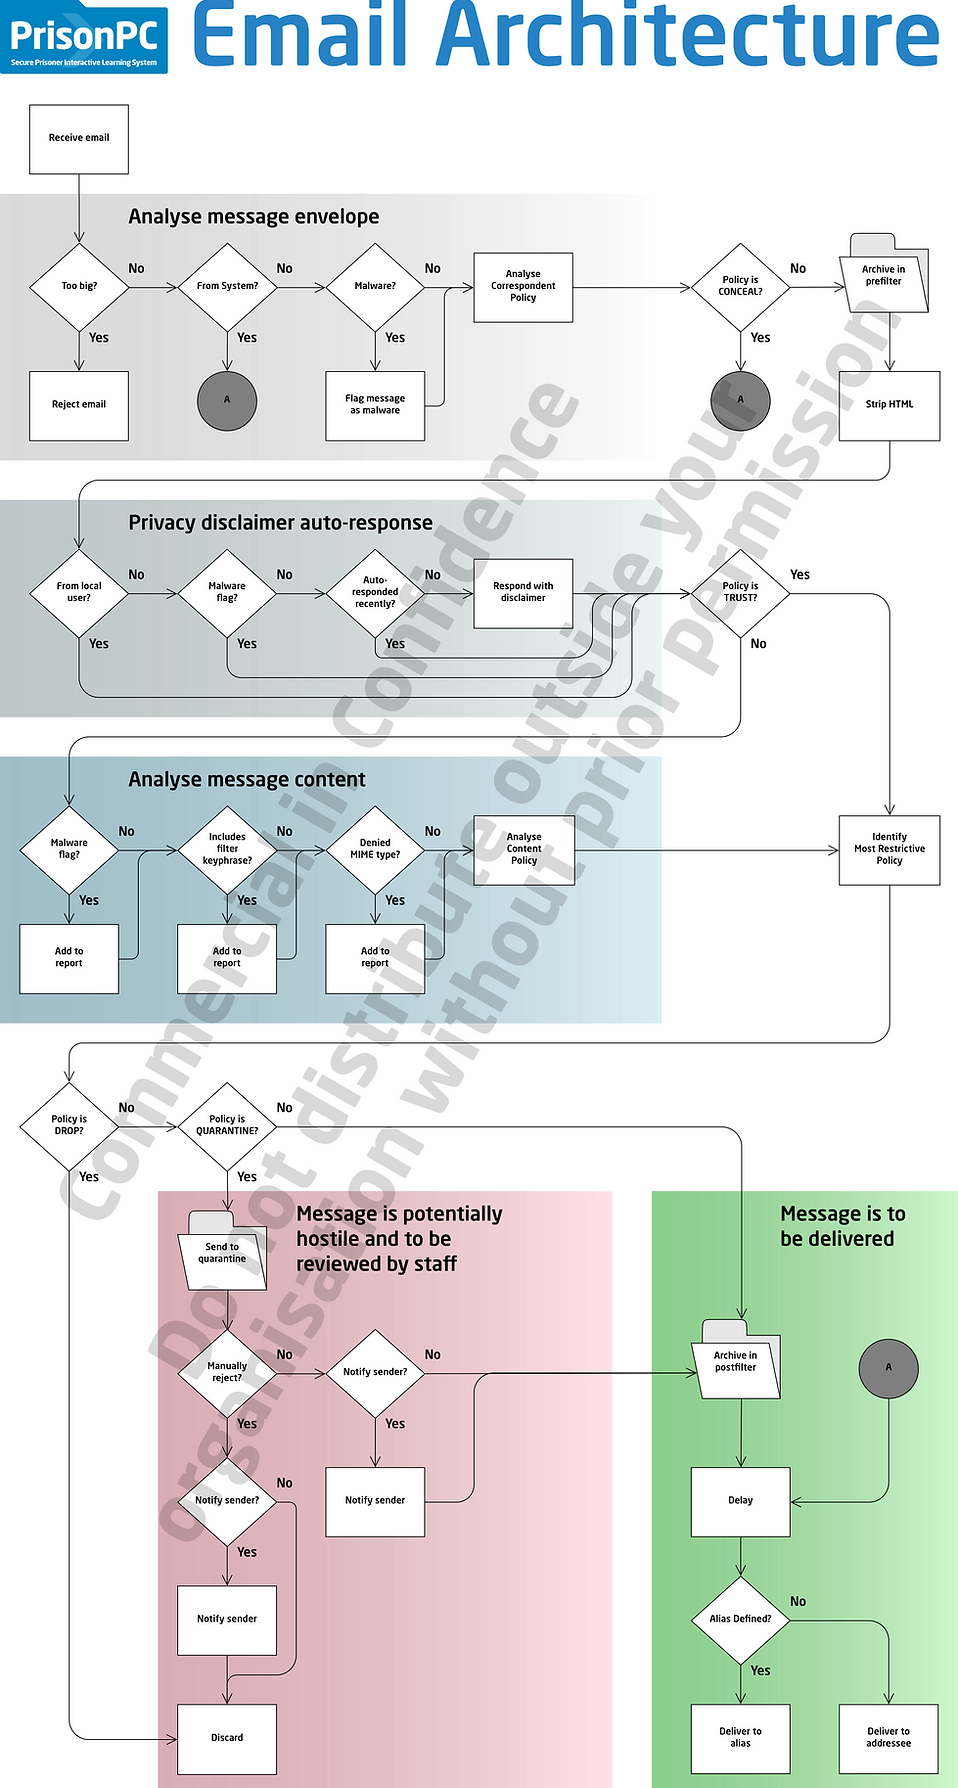 PrisonPC
Secure Prisoner Interactive Learning System
Email Architecture
Receive email
Analyse message envelope
Too big?
No
From System?
No
Malware?
No
Analyse
Correspondent
Policy
Policy is
CONCEAL?
No
Archive in
prefilter
Yes
Yes
Yes
Yes
Reject email
A
Flag message
as malware
A
Strip HTML
Privacy disclaimer auto-response
From local
user?
No
Malware
flag?
No
Auto-
responded
recently?
No
Respond with
disclaimer
Policy is
TRUST?
Yes
Yes
Yes
Yes
No
Analyse message content
Malware
flag?
No
Includes
filter
keyphrase?
No
Denied
MIME type?
No
Analyse
Content
Policy
Identify
Most Restrictive
Policy
Yes
Yes
Yes
Add to
report
Add to
report
Add to
report
Policy is
DROP?
No
Policy is
QUARANTINE?
No
Yes
Yes
Message is potentially
hostile and to be
reviewed by staff
Message is to
be delivered
Send to
quarantine
Manually
reject?
No
Notify sender?
No
Archive in
postfilter
A
Yes
Yes
Notify sender?
No
Notify sender
Delay
Yes
Notify sender
Alias Defined?
No
Yes
Discard
Deliver to
alias
Deliver to
addressee
Commercial in Confidence
Do not distribute outside your
organisation without prior permission